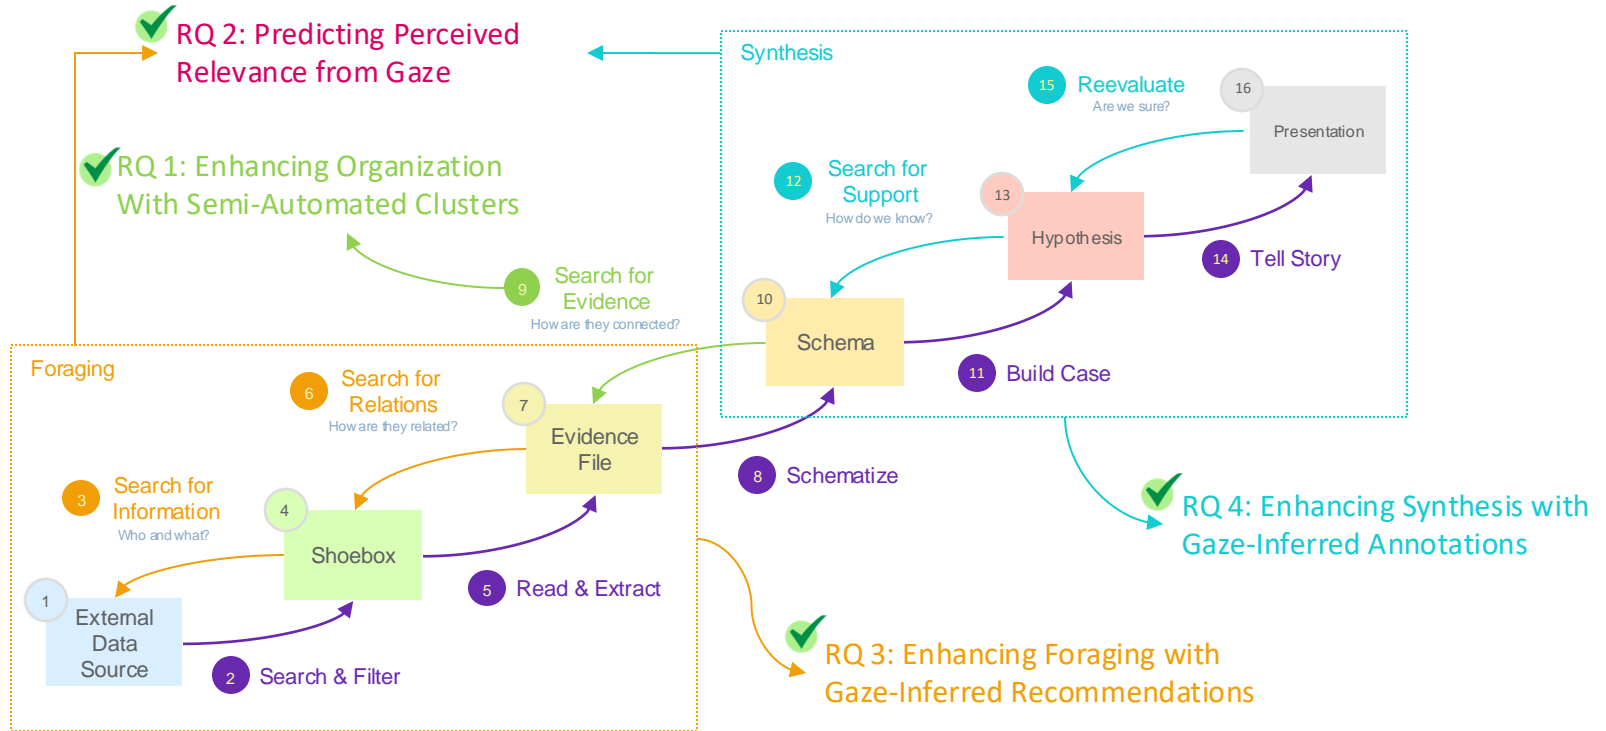 RQ 2: Predicting Perceived
Relevance from Gaze
RQ 1: Enhancing Organization
With Semi-Automated Clusters
Synthesis
15
Reevaluate
Are we sure?
16
Presentation
12
Search for
Support
How do we know?
13
Hypothesis
14
Tell Story
9
Search for
Evidence
How are they connected?
10
Schema
11
Build Case
Foraging
6
Search for
Relations
How are they related?
7
Evidence
File
8
Schematize
3
Search for
Information
Who and what?
4
Shoebox
5
Read & Extract
1
External
Data
Source
2
Search & Filter
RQ 4: Enhancing Synthesis with
Gaze-Inferred Annotations
RQ 3: Enhancing Foraging with
Gaze-Inferred Recommendations